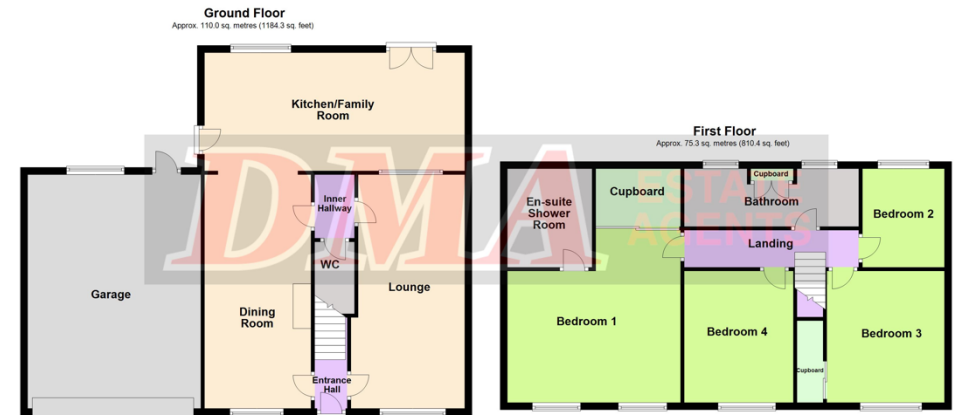 Ground Floor
Approx. 110.0 sq. metres (1184.3 sq. feet)
Kitchen/Family
Room
Inner
Hallway
WC
Lounge
Garage
Dining
Room
Entrance
Hall
First Floor
Approx. 75.3 sq. metres (810.4 sq. feet)
En-suite
Shower
Room
Cupboard
Cupboard
Bathroom
Bedroom 2
Landing
Bedroom 1
Bedroom 4
Bedroom 3
Cupboard
DMA
ESTATE
AGENTS